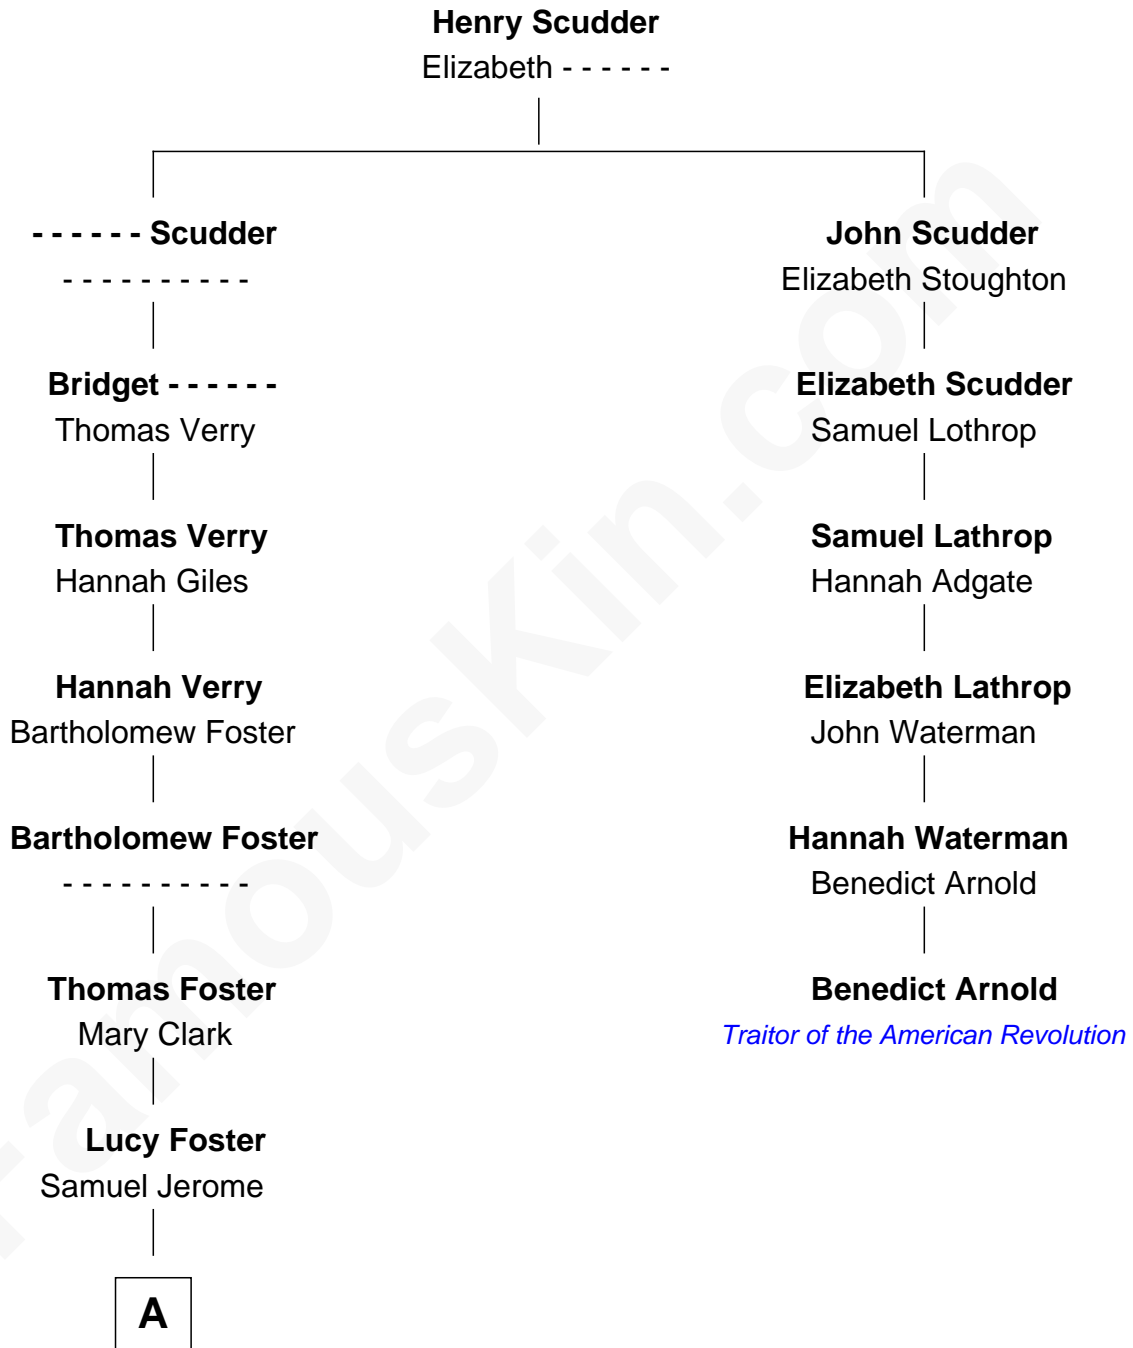 Henry Scudder
Elizabeth - - - - - -
- - - - - - Scudder
- - - - - - - - - -
John Scudder
Elizabeth Stoughton
Bridget - - - - - -
Thomas Verry
Elizabeth Scudder
Samuel Lothrop
Thomas Verry
Hannah Giles
Samuel Lathrop
Hannah Adgate
Hannah Verry
Bartholomew Foster
Elizabeth Lathrop
John Waterman
Bartholomew Foster
- - - - - - - - - -
Hannah Waterman
Benedict Arnold
Thomas Foster
Mary Clark
Benedict Arnold
Traitor of the American Revolution
Lucy Foster
Samuel Jerome
A
FamousKin.com